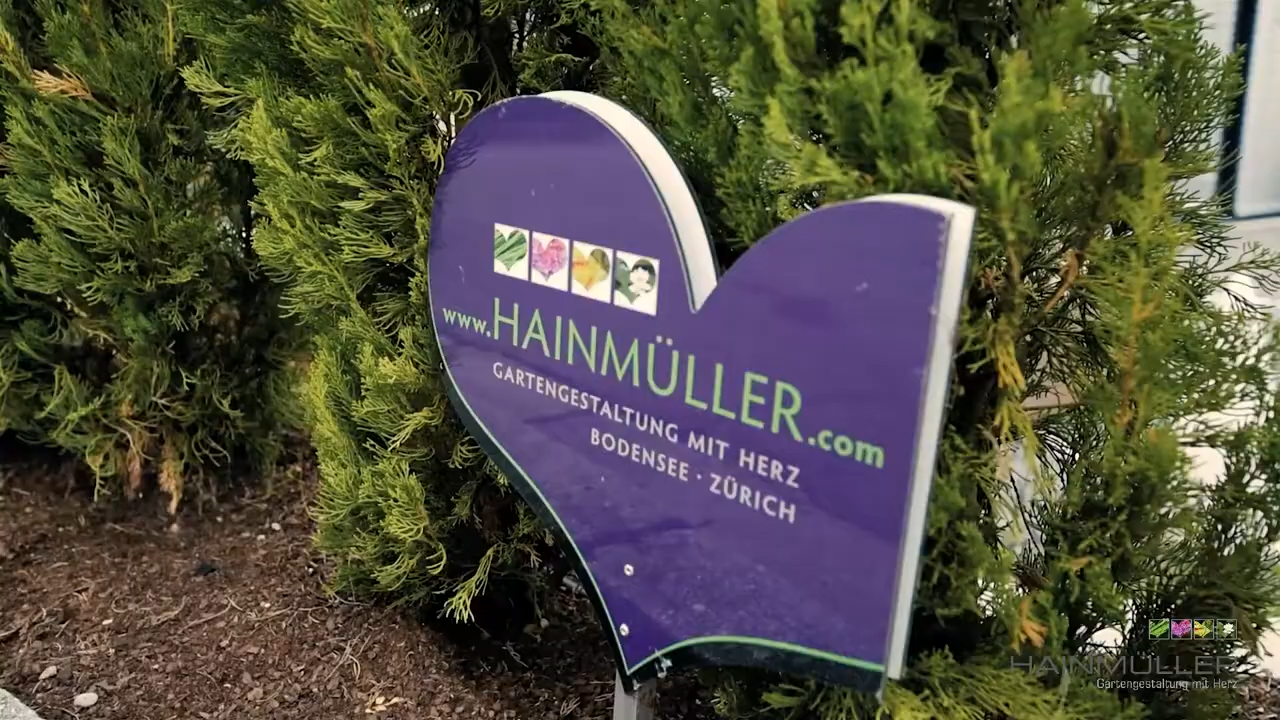 www.HAINMÜLLER.com
GARTENGESTALTUNG MIT HERZ
BODENSEE · ZÜRICH
HAINMÜLLER
Gartengestaltung mit Herz